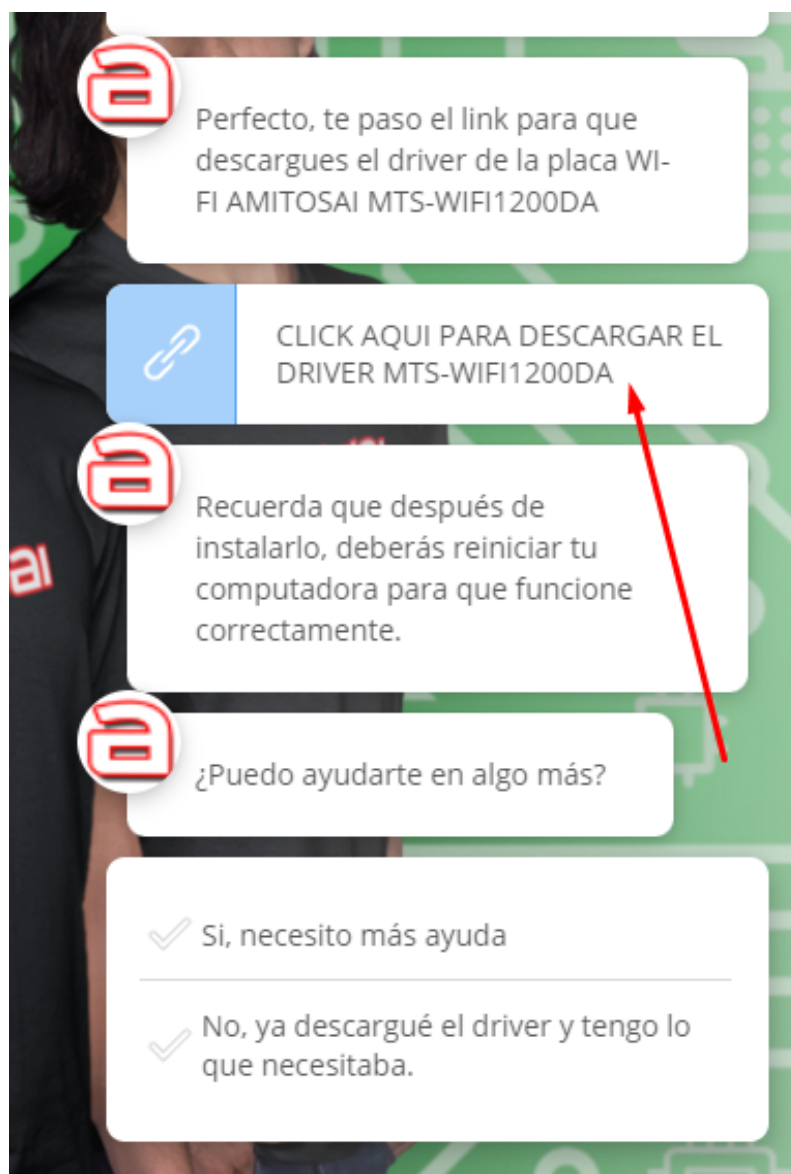 a
Perfecto, te paso el link para que
descargues el driver de la placa WI-
FI AMITOSAI MTS-WIFI1200DA
CLICK AQUI PARA DESCARGAR EL
DRIVER MTS-WIFI1200DA
a
Recuerda que después de
instalarlo, deberás reiniciar tu
computadora para que funcione
correctamente.
a
¿Puedo ayudarte en algo más?
Si, necesito más ayuda
No, ya descargué el driver y tengo lo
que necesitaba.